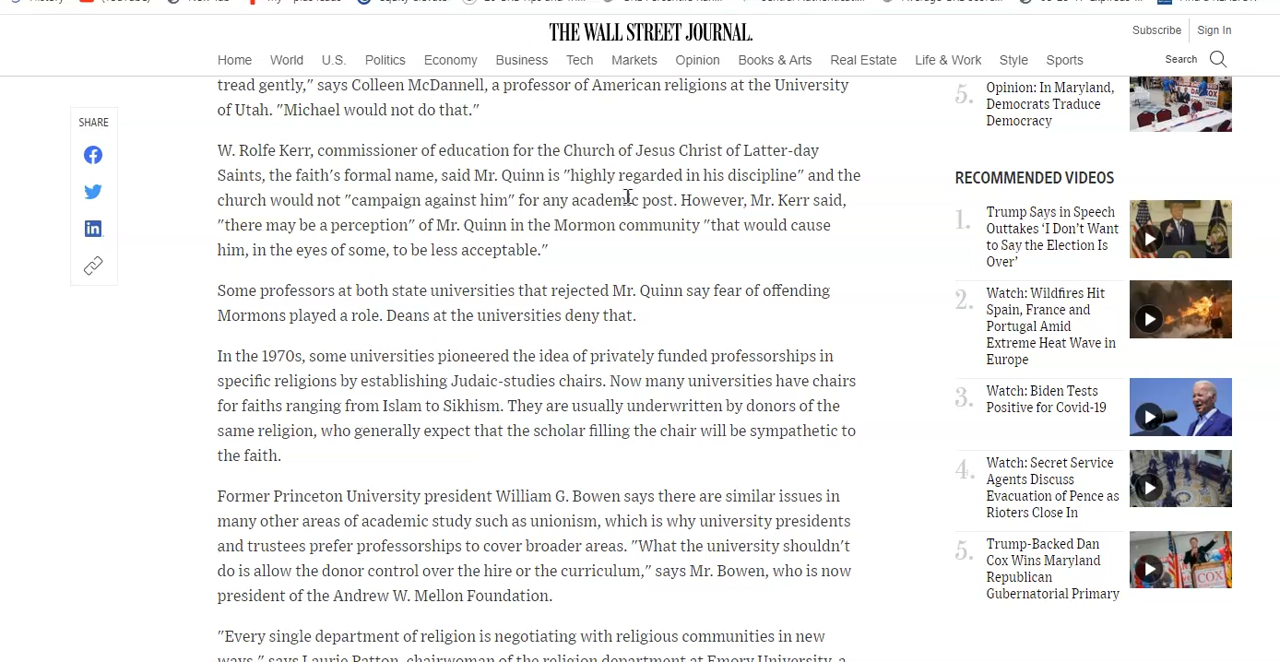 THE WALL STREET JOURNAL.
Subscribe
Sign In
Home World U.S. Politics Economy Business Tech Markets Opinion Books & Arts Real Estate Life & Work Style Sports
Search
SHARE
tread gently," says Colleen McDannell, a professor of American religions at the University
of Utah. "Michael would not do that."
W. Rolfe Kerr, commissioner of education for the Church of Jesus Christ of Latter-day
Saints, the faith's formal name, said Mr. Quinn is "highly regarded in his discipline" and the
church would not "campaign against him" for any academic post. However, Mr. Kerr said,
"there may be a perception" of Mr. Quinn in the Mormon community "that would cause
him, in the eyes of some, to be less acceptable."
Some professors at both state universities that rejected Mr. Quinn say fear of offending
Mormons played a role. Deans at the universities deny that.
In the 1970s, some universities pioneered the idea of privately funded professorships in
specific religions by establishing Judaic-studies chairs. Now many universities have chairs
for faiths ranging from Islam to Sikhism. They are usually underwritten by donors of the
same religion, who generally expect that the scholar filling the chair will be sympathetic to
the faith.
Former Princeton University president William G. Bowen says there are similar issues in
many other areas of academic study such as unionism, which is why university presidents
and trustees prefer professorships to cover broader areas. "What the university shouldn't
do is allow the donor control over the hire or the curriculum," says Mr. Bowen, who is now
president of the Andrew W. Mellon Foundation.
"Every single department of religion is negotiating with religious communities in new
ways," says Laurie Patton, chairwoman of the religion department at Emory University, a
5.
Opinion: In Maryland,
Democrats Traduce
Democracy
RECOMMENDED VIDEOS
1.
Trump Says in Speech
Outtakes 'I Don't Want
to Say the Election Is
Over'
2.
Watch: Wildfires Hit
Spain, France and
Portugal Amid
Extreme Heat Wave in
Europe
3.
Watch: Biden Tests
Positive for Covid-19
4.
Watch: Secret Service
Agents Discuss
Evacuation of Pence as
Rioters Close In
5.
Trump-Backed Dan
Cox Wins Maryland
Republican
Gubernatorial Primary